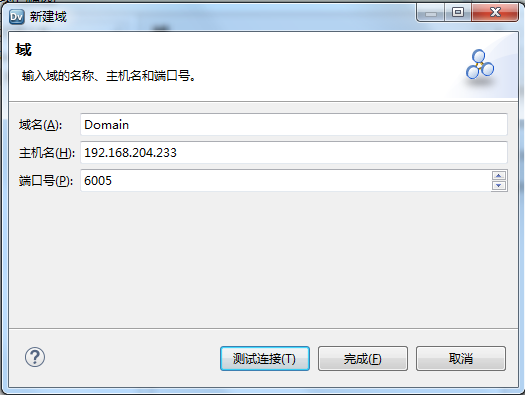 Dv 新建域
域
输入域的名称、主机名和端口号。
域名(A): Domain
主机名(H): 192.168.204.233
端口号(P): 6005
? 测试连接(T) 完成(F) 取消